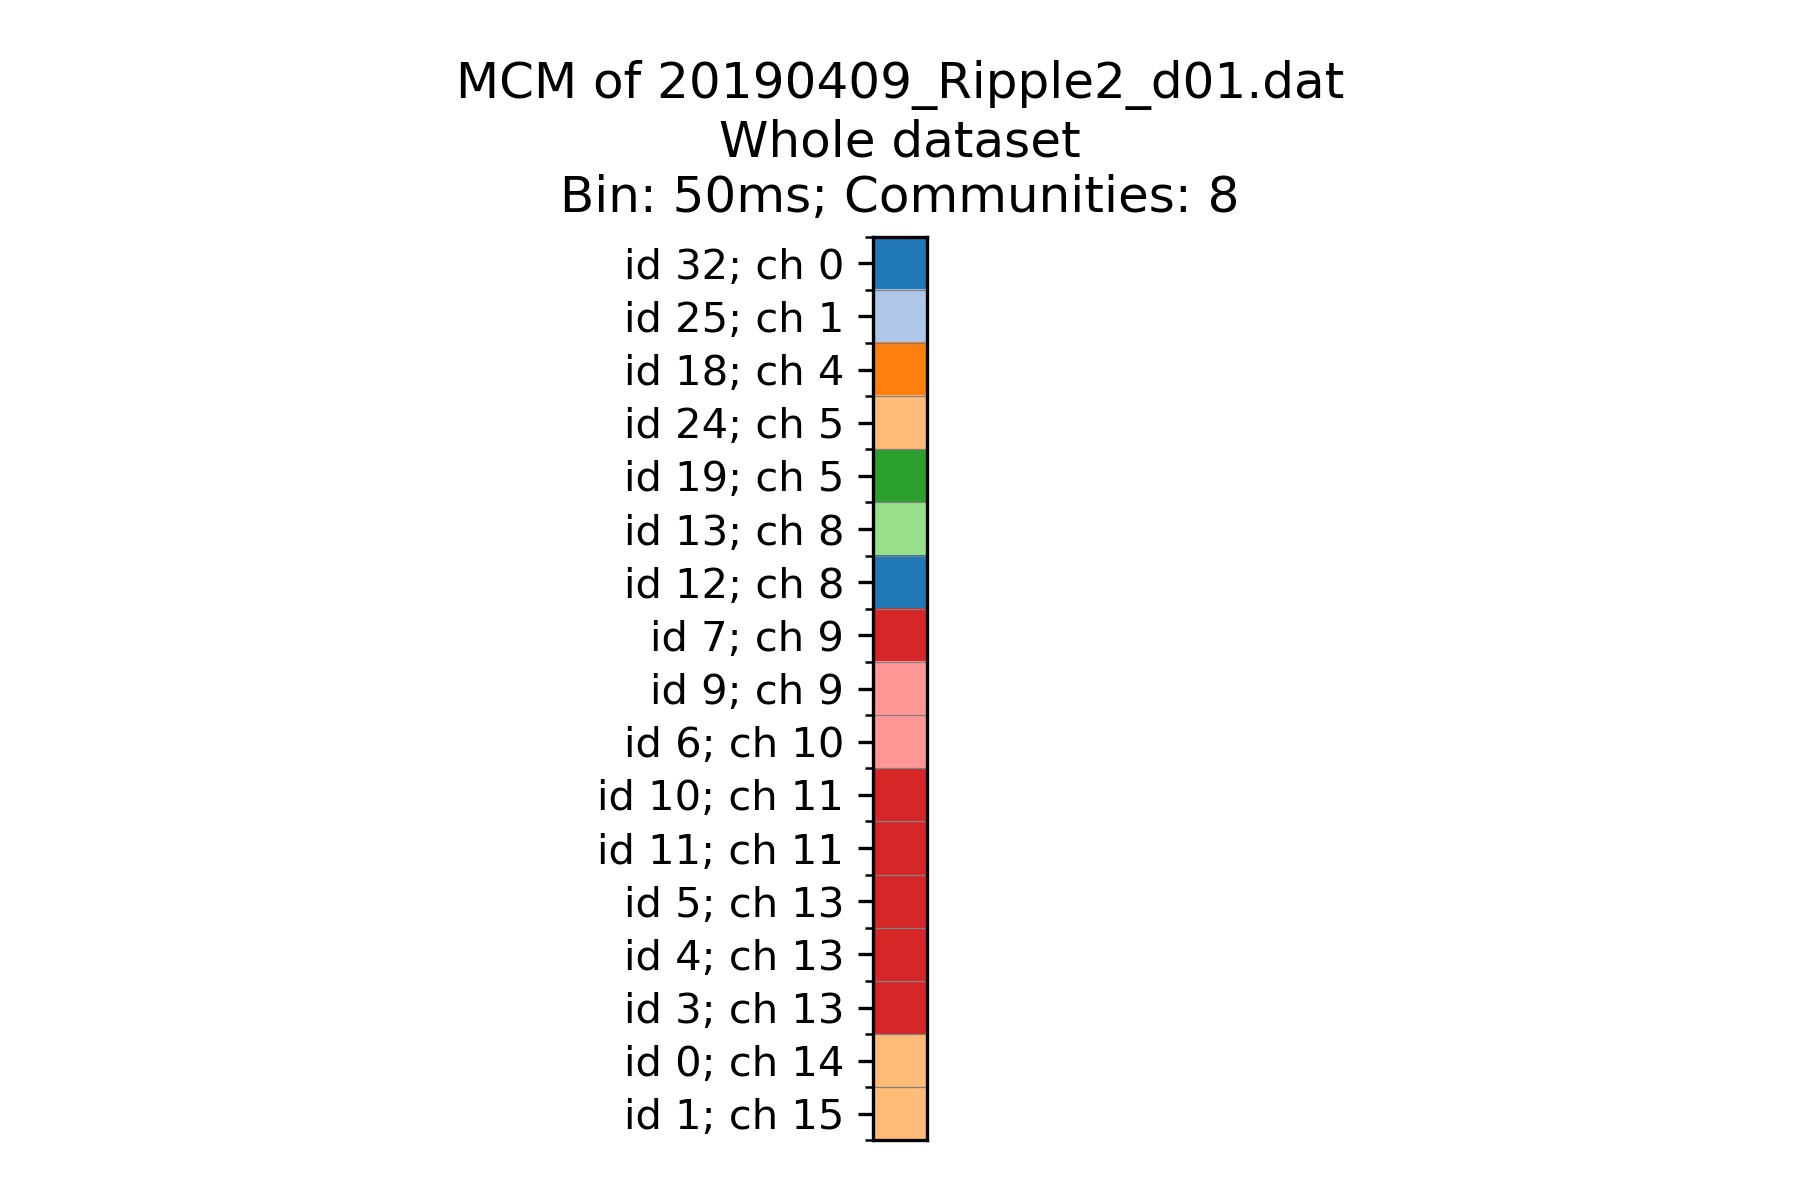 MCM of 20190409_Ripple2_d01.dat
Whole dataset
Bin: 50ms; Communities: 8
id 32; ch 0
id 25; ch 1
id 18; ch 4
id 24; ch 5
id 19; ch 5
id 13; ch 8
id 12; ch 8
id 7; ch 9
id 9; ch 9
id 6; ch 10
id 10; ch 11
id 11; ch 11
id 5; ch 13
id 4; ch 13
id 3; ch 13
id 0; ch 14
id 1; ch 15